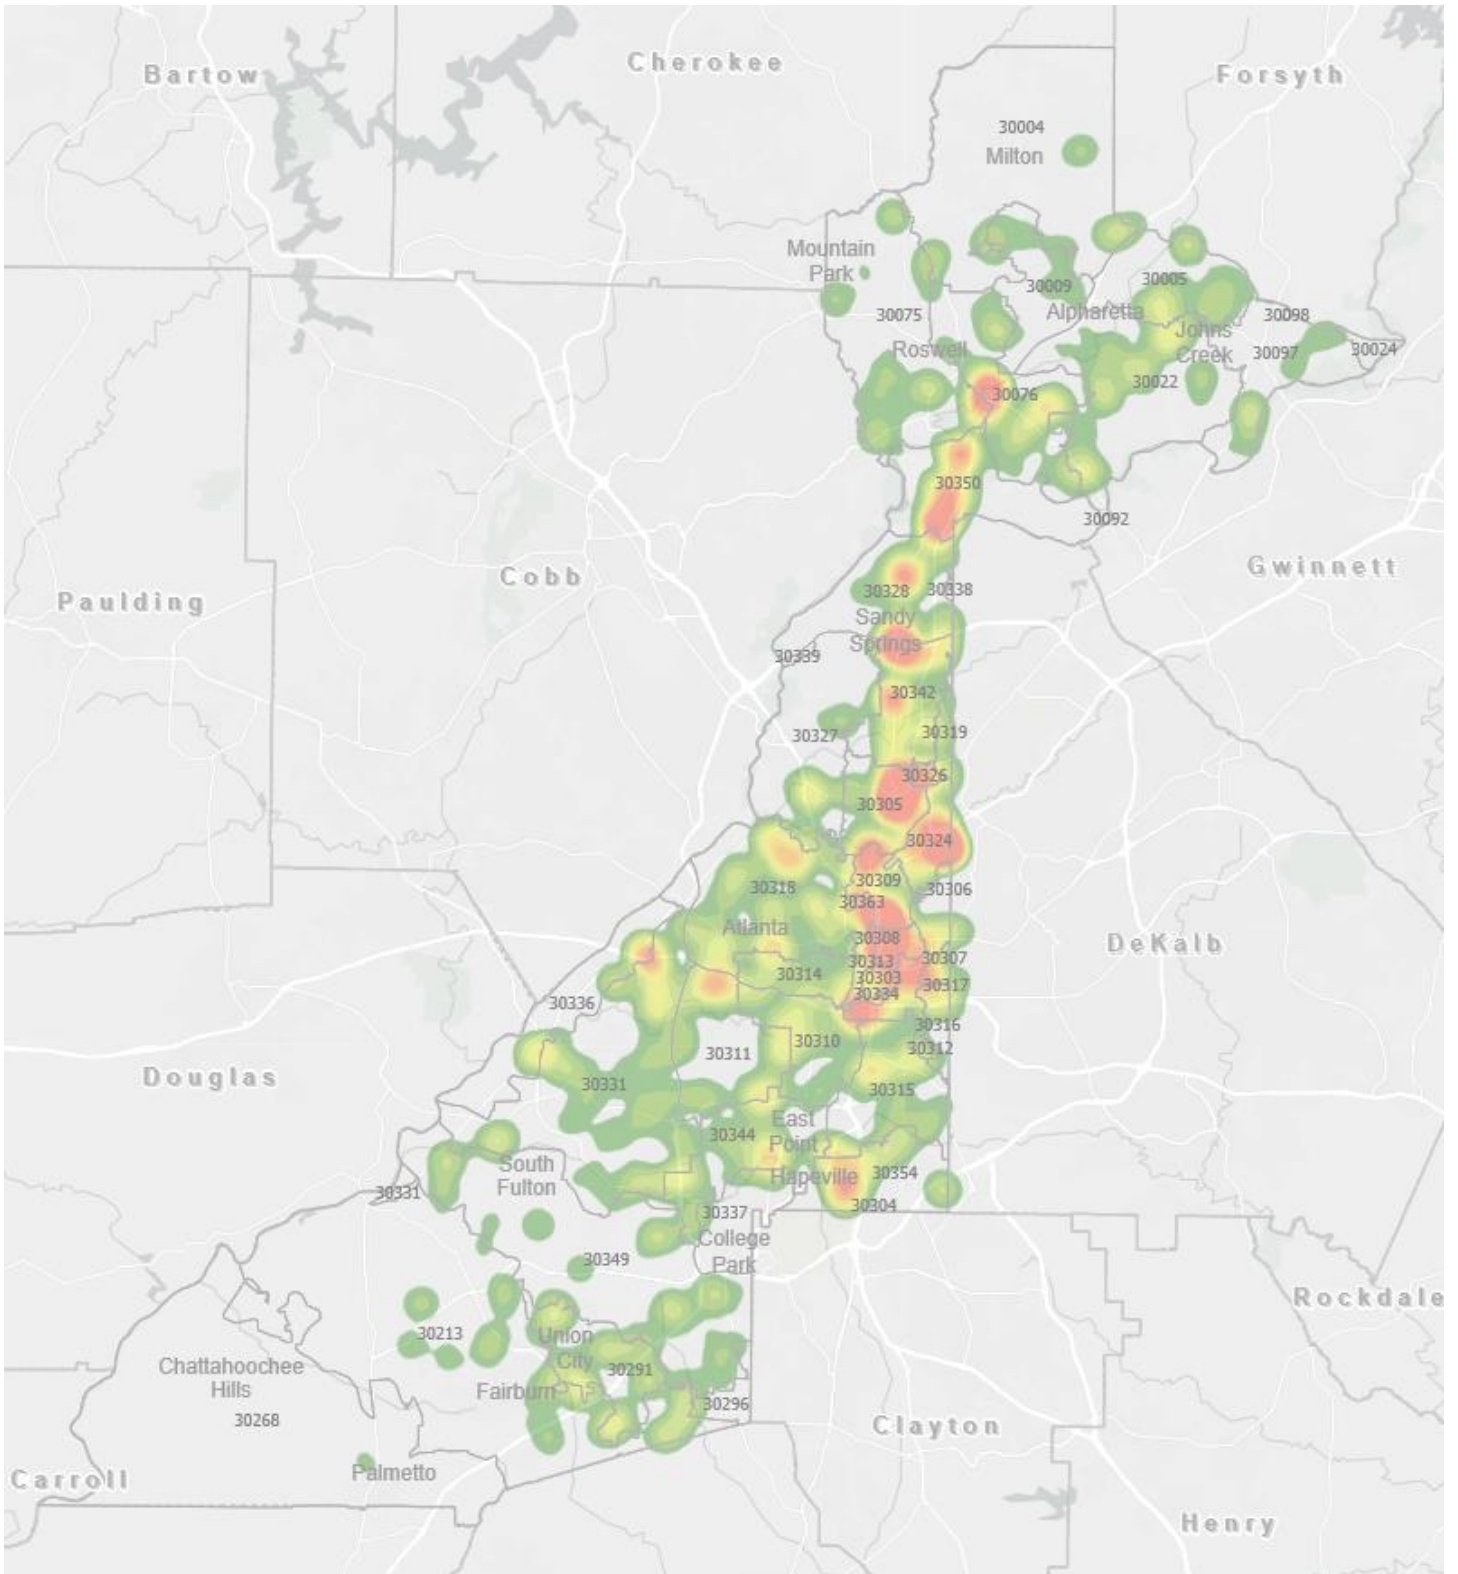 Cherokee
Bartow
Forsyth
30004
Milton
Mountain
Park
30005
30009
Alpharetta
30075
30098
Johns
Creek
Roswell
30097
30024
30022
30076
30350
30092
Cobb
Gwinnett
Paulding
30328
30338
Sandy
Springs
30339
30342
30327
30319
30326
30305
30324
30309
30318
30306
30363
Atlanta
30308
DeKalb
30313
30307
30314
30303
30317
30334
30336
30316
30310
30312
30311
Douglas
30331
30315
East
Point
30344
South
Fulton
Hapeville
30354
30331
30304
30337
College
Park
30349
Rockdale
30213
Union
City
30291
Chattahoochee
Hills
Fairburn
30296
30268
Clayton
Palmetto
Carroll
Henry